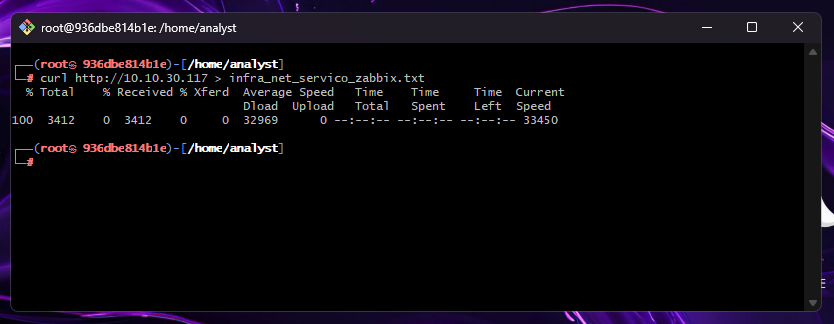 root@936dbe814b1e: /home/analyst
┌──(root㉿ 936dbe814b1e)-[/home/analyst]
└─# curl http://10.10.30.117 > infra_net_servico_zabbix.txt
  % Total    % Received % Xferd  Average Speed   Time    Time     Time  Current
                                 Dload  Upload   Total   Spent    Left  Speed
100  3412    0  3412    0     0  32969      0 --:--:-- --:--:-- --:--:-- 33450
┌──(root㉿ 936dbe814b1e)-[/home/analyst]
└─#
E